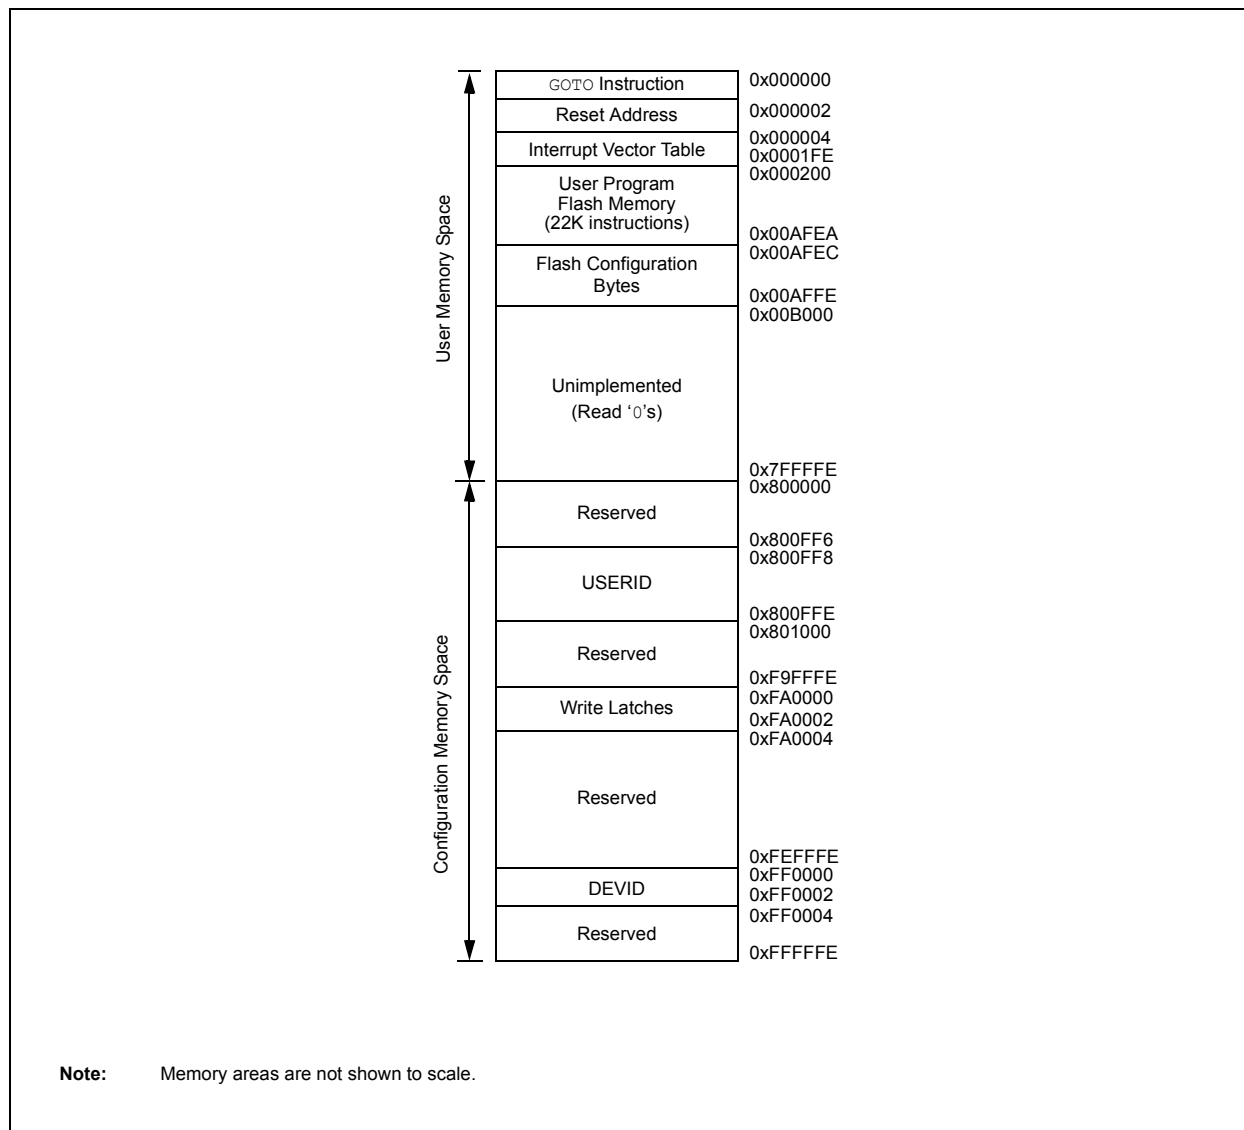 GOTO Instruction
0x000000
Reset Address
0x000002
Interrupt Vector Table
0x000004
0x0001FE
User Program
Flash Memory
(22K instructions)
0x000200
0x00AFEA
Flash Configuration
Bytes
0x00AFEC
0x00AFFE
Unimplemented
(Read ‘0’s)
0x00B000
0x7FFFFE
User Memory Space
Reserved
0x800000
0x800FF6
USERID
0x800FF8
0x800FFE
Reserved
0x801000
0xF9FFFE
Write Latches
0xFA0000
0xFA0002
Reserved
0xFA0004
0xFEFFFE
DEVID
0xFF0000
0xFF0002
Reserved
0xFF0004
0xFFFFFE
Configuration Memory Space
Note: Memory areas are not shown to scale.